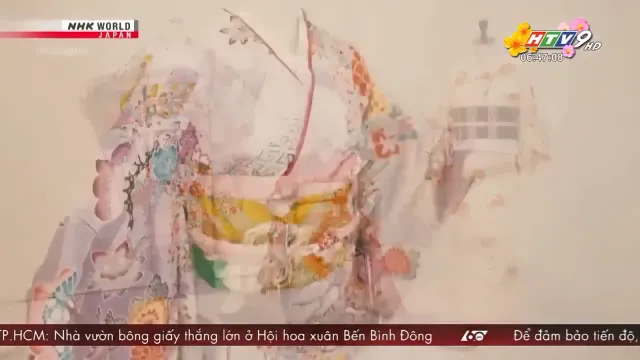 NHK WORLD
JAPAN
HTV9 HD
06:47:08
TP.HCM: Nhà vườn bông giấy thắng lớn ở Hội hoa xuân Bến Bình Đông
60 Để đảm bảo tiến độ,